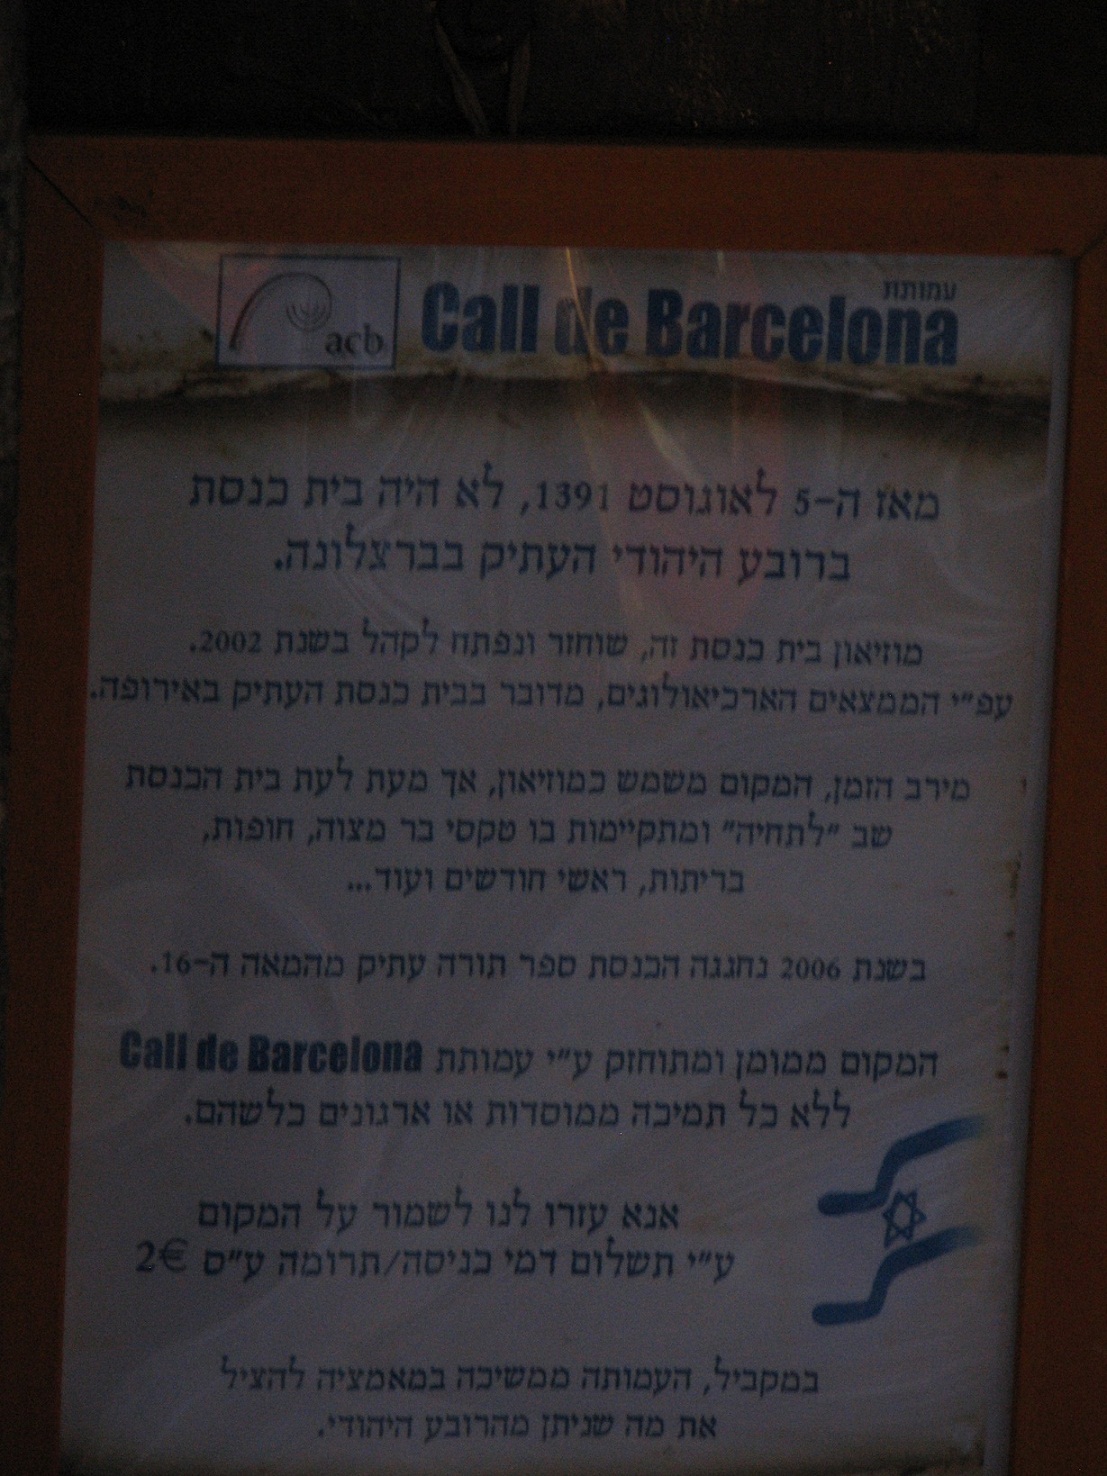 acb
עמותת
Call de Barcelona
מאז ה-5 לאוגוסט 1391, לא היה בית כנסת
ברובע היהודי העתיק בברצלונה.
מוזיאון בית כנסת זה, שוחזר ונפתח לקהל בשנת 2002.
עפ״י הממצאים הארכיאולוגים, מדובר בבית כנסת העתיק באירופה.
מירב הזמן, המקום משמש כמוזיאון, אך מעת לעת בית הכנסת
שב ״לתחיה״ ומתקיימות בו טקסי בר מצוה, חופות,
בריתות, ראשי חודשים ועוד...
בשנת 2006 נחגגה הכנסת ספר תורה עתיק מהמאה ה-16.
המקום ממומן ומתוחזק ע״י עמותת Call de Barcelona
ללא כל תמיכה ממוסדות או ארגונים כלשהם.
אנא עזרו לנו לשמור על המקום
ע״י תשלום דמי כניסה/תרומה ע״ס 2€
במקביל, העמותה ממשיכה במאמציה להציל
את מה שניתן מהרובע היהודי.